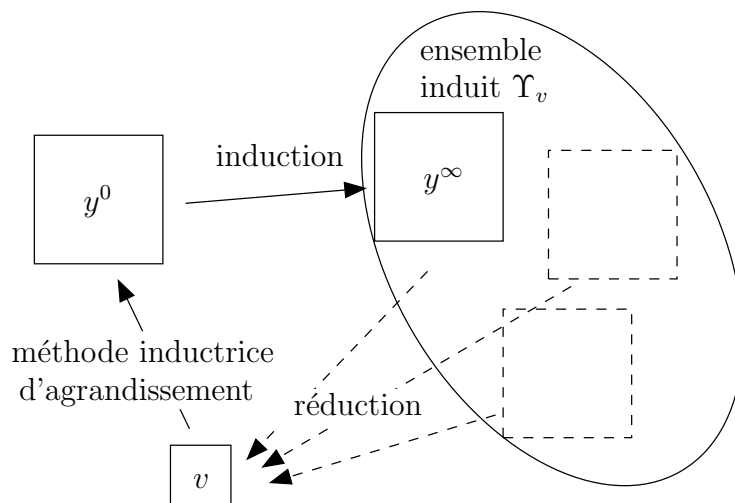 ensemble
induit ϒ_v
induction
y^0
y^∞
méthode inductrice
d'agrandissement
réduction
v